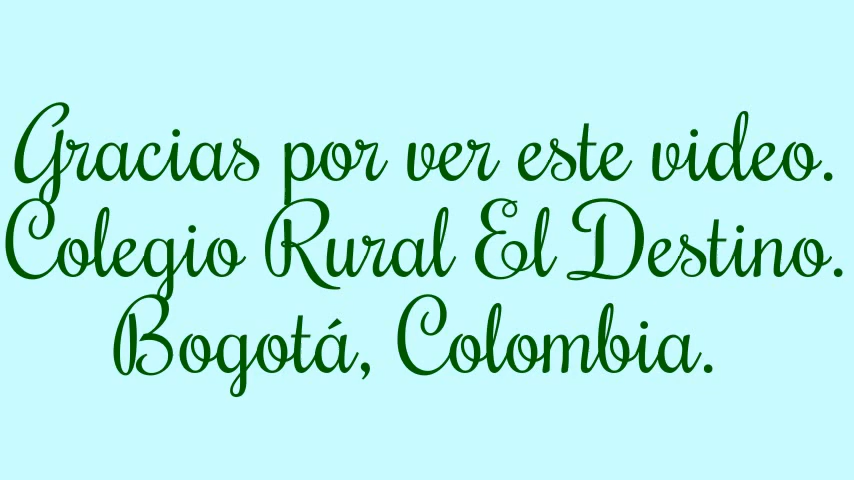 Gracias por ver este video.
Colegio Rural El Destino.
Bogotá, Colombia.